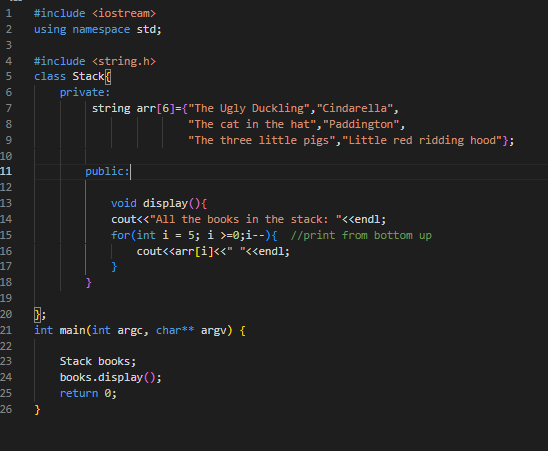 1 #include <iostream>
2 using namespace std;
3
4 #include <string.h>
5 class Stack{
6 private:
7 string arr[6]={"The Ugly Duckling","Cindarella",
8 "The cat in the hat","Paddington",
9 "The three little pigs","Little red ridding hood"};
10
11 public:
12
13 void display(){
14 cout<<"All the books in the stack: "<<endl;
15 for(int i = 5; i >=0;i--){ //print from bottom up
16 cout<<arr[i]<<" "<<endl;
17 }
18 }
19
20 };
21 int main(int argc, char** argv) {
22
23 Stack books;
24 books.display();
25 return 0;
26 }